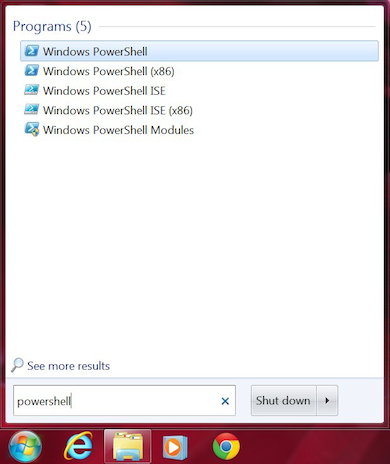 Programs (5)
Windows PowerShell
Windows PowerShell (x86)
Windows PowerShell ISE
Windows PowerShell ISE (x86)
Windows PowerShell Modules
See more results
powershell
Shut down